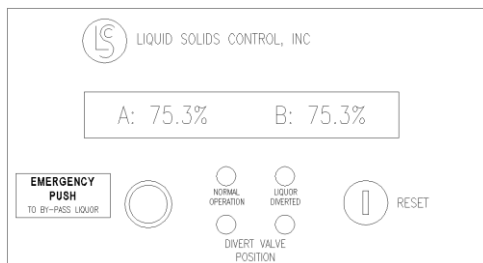 LSC
LIQUID SOLIDS CONTROL, INC
A: 75.3% B: 75.3%
EMERGENCY
PUSH
TO BY-PASS LIQUOR
NORMAL
OPERATION
LIQUOR
DIVERTED
RESET
DIVERT VALVE
POSITION